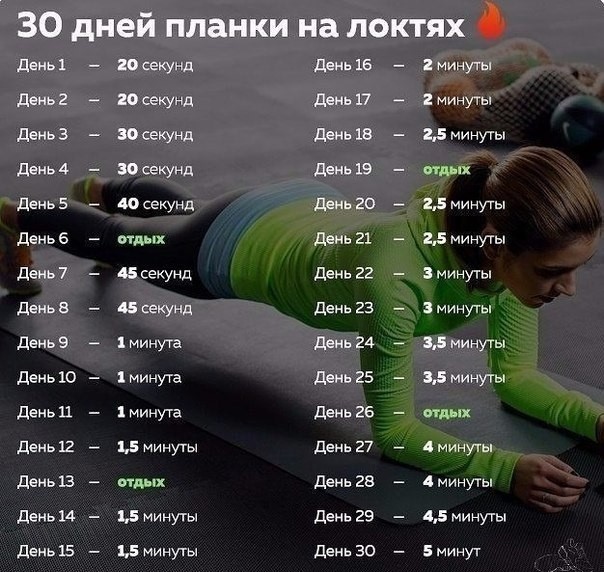 30 дней планки на локтях
День 1 – 20 секунд
День 2 – 20 секунд
День 3 – 30 секунд
День 4 – 30 секунд
День 5 – 40 секунд
День 6 – отдых
День 7 – 45 секунд
День 8 – 45 секунд
День 9 – 1 минута
День 10 – 1 минута
День 11 – 1 минута
День 12 – 1,5 минуты
День 13 – отдых
День 14 – 1,5 минуты
День 15 – 1,5 минуты
День 16 – 2 минуты
День 17 – 2 минуты
День 18 – 2,5 минуты
День 19 – отдых
День 20 – 2,5 минуты
День 21 – 2,5 минуты
День 22 – 3 минуты
День 23 – 3 минуты
День 24 – 3,5 минуты
День 25 – 3,5 минуты
День 26 – отдых
День 27 – 4 минуты
День 28 – 4 минуты
День 29 – 4,5 минуты
День 30 – 5 минут